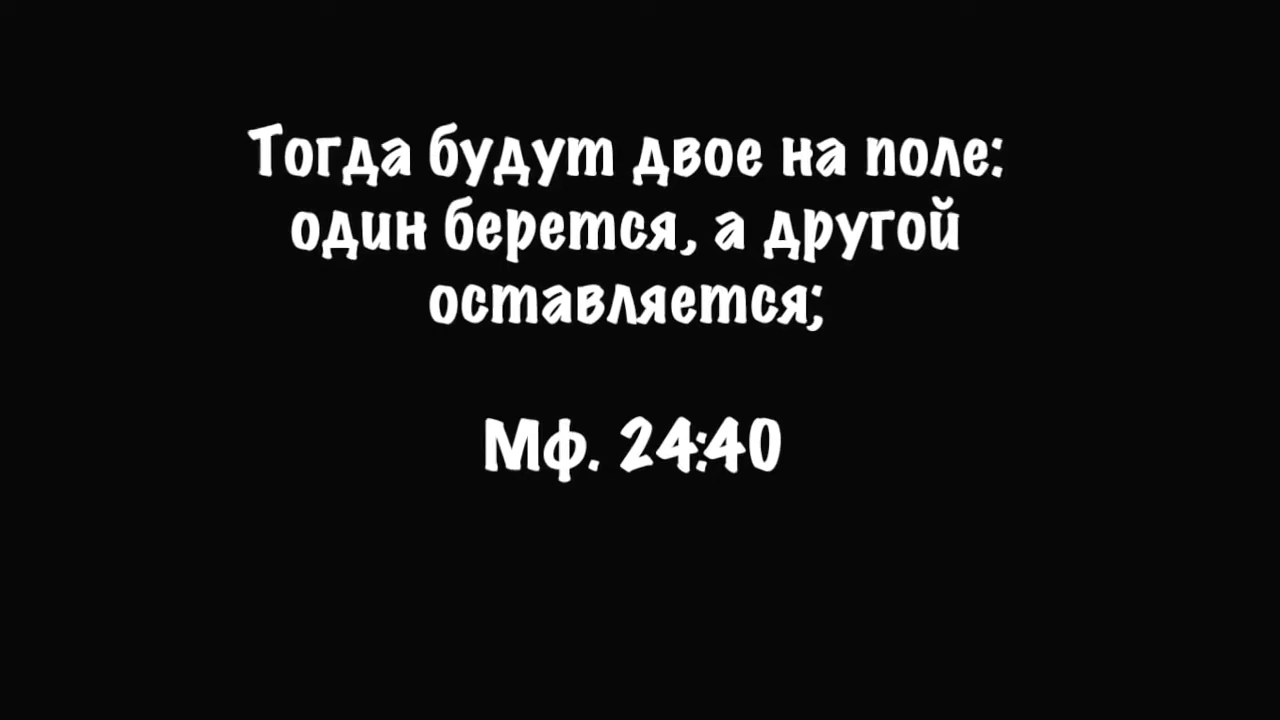 Тогда будут двое на поле:
один берется, а другой
оставляется;
Мф. 24:40